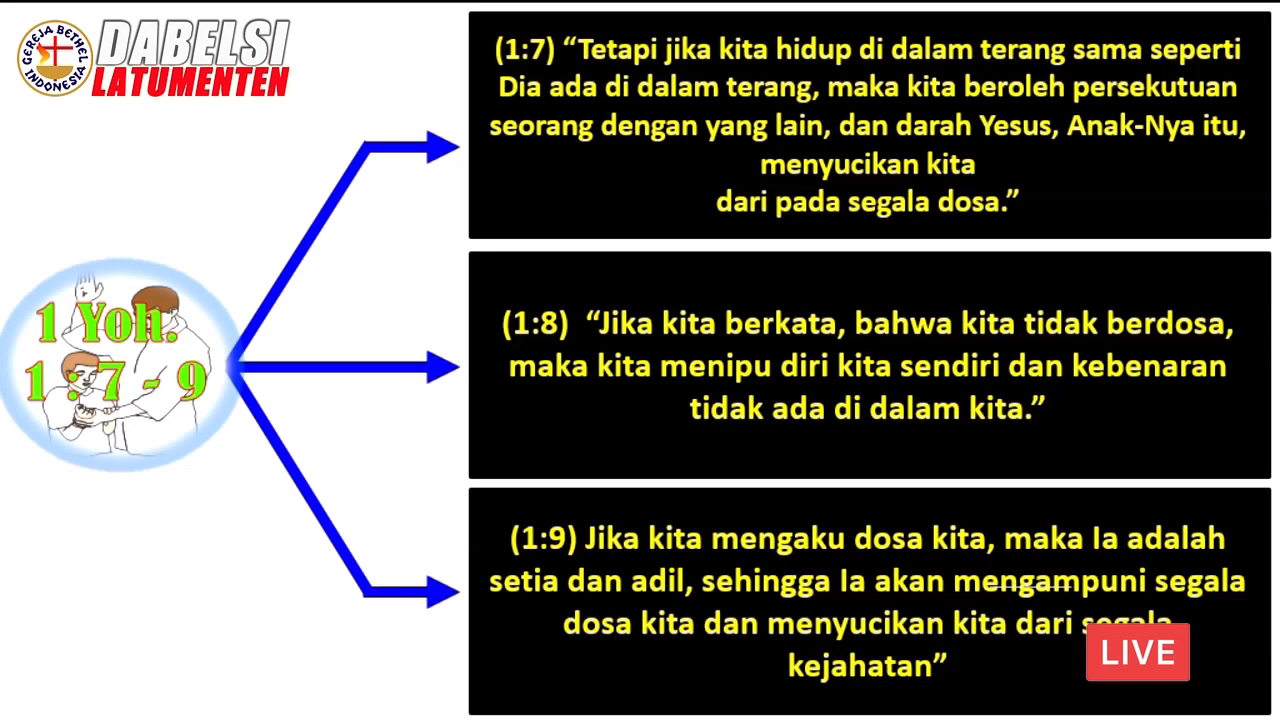 GEREJA BETHEL
INDONESIA
DABELSI
LATUMENTEN
(1:7) “Tetapi jika kita hidup di dalam terang sama seperti
Dia ada di dalam terang, maka kita beroleh persekutuan
seorang dengan yang lain, dan darah Yesus, Anak-Nya itu,
menyucikan kita
dari pada segala dosa.”
1 Yoh.
1 : 7 - 9
(1:8) “Jika kita berkata, bahwa kita tidak berdosa,
maka kita menipu diri kita sendiri dan kebenaran
tidak ada di dalam kita.”
(1:9) Jika kita mengaku dosa kita, maka Ia adalah
setia dan adil, sehingga Ia akan mengampuni segala
dosa kita dan menyucikan kita dari segala
kejahatan”
LIVE